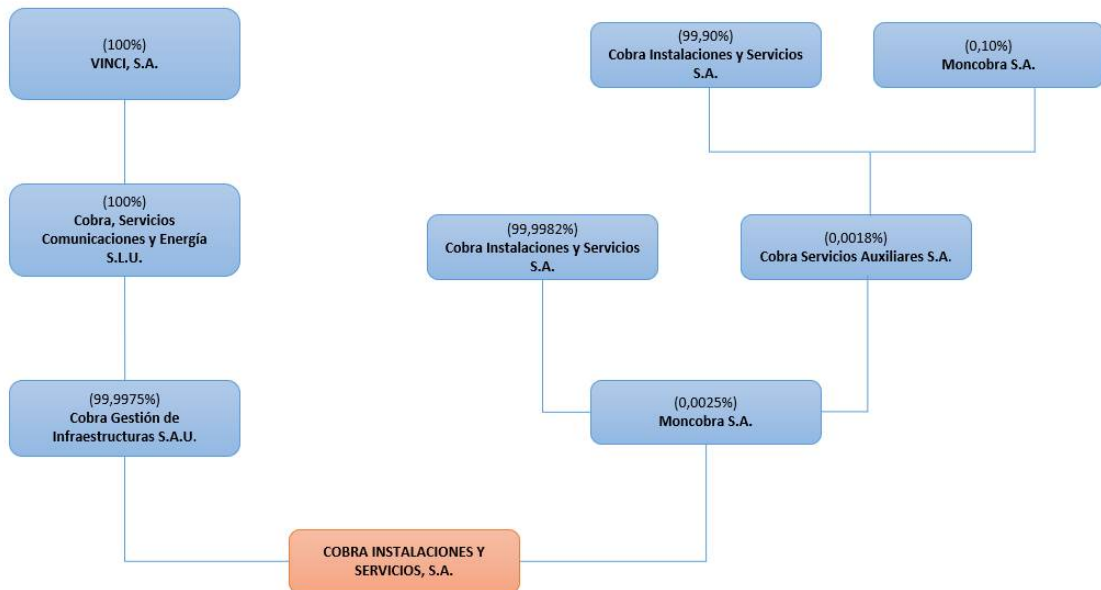 (100%)
VINCI, S.A.
(99,90%)
Cobra Instalaciones y Servicios
S.A.
(0,10%)
Moncobra S.A.
(100%)
Cobra, Servicios
Comunicaciones y Energía
S.L.U.
(99,9982%)
Cobra Instalaciones y Servicios
S.A.
(0,0018%)
Cobra Servicios Auxiliares S.A.
(99,9975%)
Cobra Gestión de
Infraestructuras S.A.U.
(0,0025%)
Moncobra S.A.
COBRA INSTALACIONES Y
SERVICIOS, S.A.